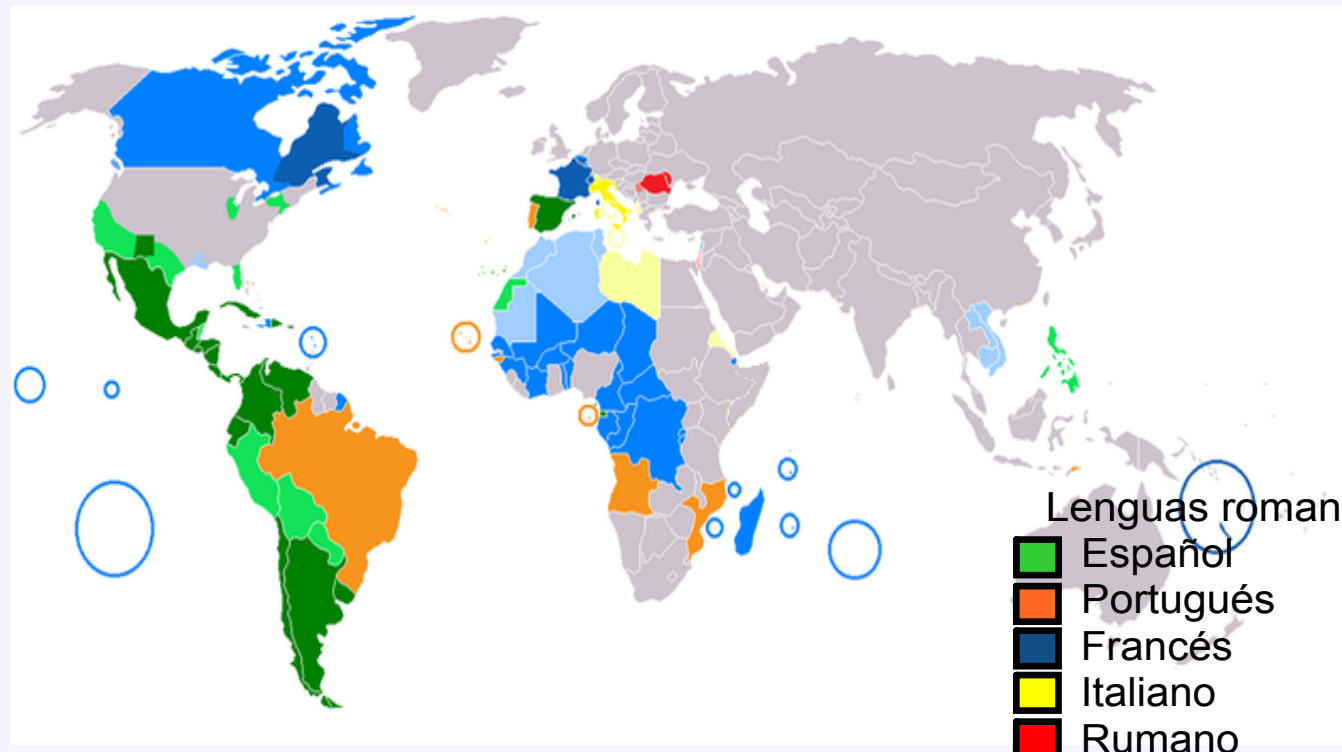 Lenguas roman
Español
Portugués
Francés
Italiano
Rumano